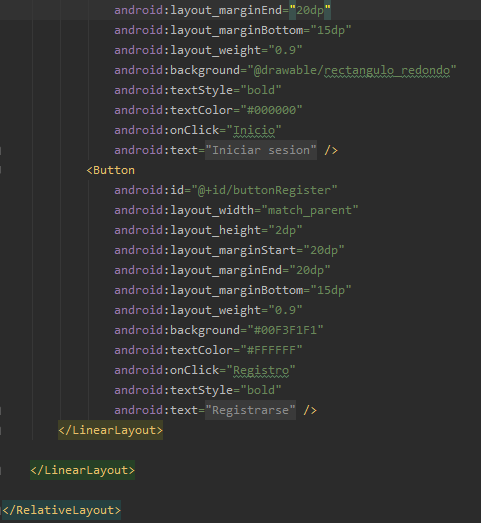 android:layout_marginEnd="20dp"
android:layout_marginBottom="15dp"
android:layout_weight="0.9"
android:background="@drawable/rectangulo_redondo"
android:textStyle="bold"
android:textColor="#000000"
android:onClick="Inicio"
android:text="Iniciar sesion" />
<Button
android:id="@+id/buttonRegister"
android:layout_width="match_parent"
android:layout_height="2dp"
android:layout_marginStart="20dp"
android:layout_marginEnd="20dp"
android:layout_marginBottom="15dp"
android:layout_weight="0.9"
android:background="#00F3F1F1"
android:textColor="#FFFFFF"
android:onClick="Registro"
android:textStyle="bold"
android:text="Registrarse" />
</LinearLayout>
</LinearLayout>
</RelativeLayout>